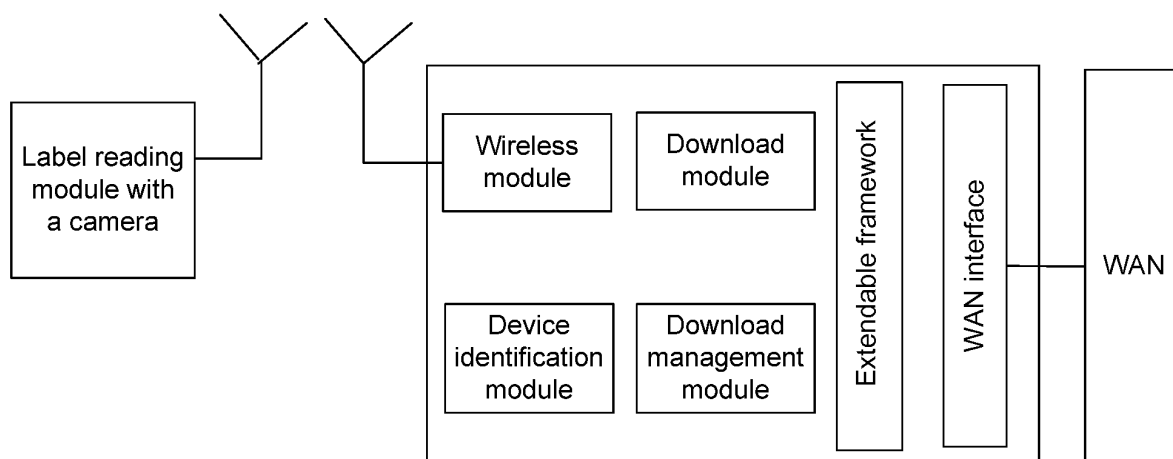 Label reading
module with
a camera
Wireless
module
Download
module
Device
identification
module
Download
management
module
Extendable framework
WAN interface
WAN